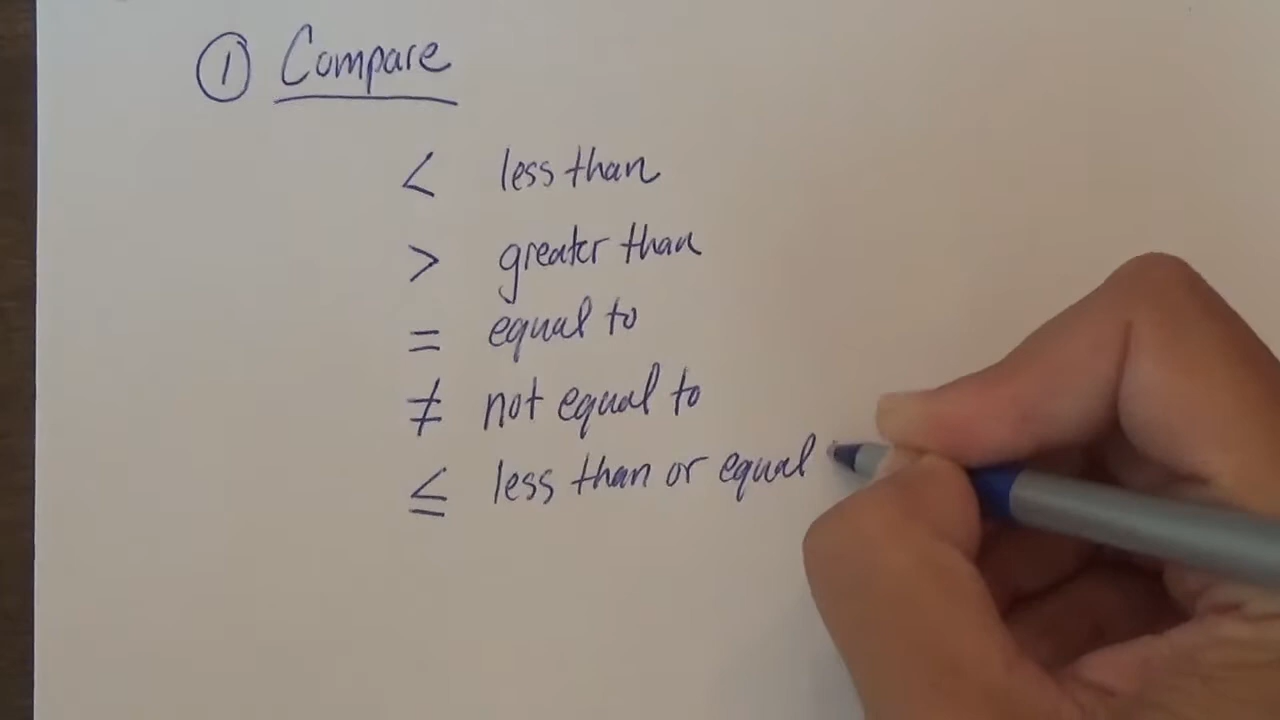 ① Compare
< less than
> greater than
= equal to
≠ not equal to
≤ less than or equal